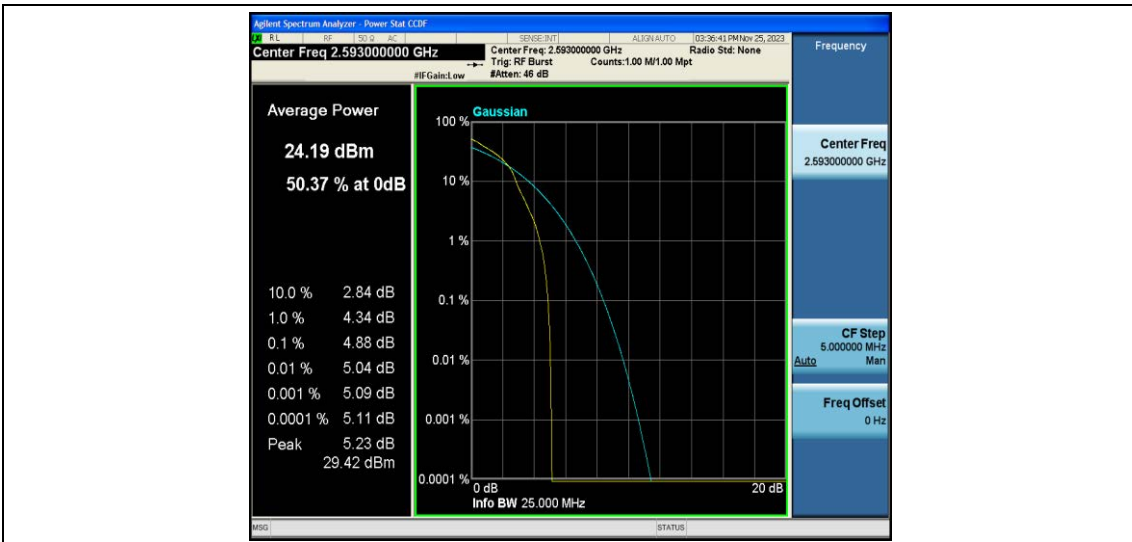 Agilent Spectrum Analyzer - Power Stat CCDF
LXI RL RF 50 Ω AC SENSE:INT ALIGN AUTO 03:36:41 PM Nov 25, 2023
Center Freq 2.593000000 GHz
Center Freq: 2.593000000 GHz Radio Std: None
Trig: RF Burst Counts:1.00 M/1.00 Mpt
#IFGain:Low #Atten: 46 dB
Frequency
Average Power
24.19 dBm
50.37 % at 0dB
10.0 % 2.84 dB
1.0 % 4.34 dB
0.1 % 4.88 dB
0.01 % 5.04 dB
0.001 % 5.09 dB
0.0001 % 5.11 dB
Peak 5.23 dB
29.42 dBm
Gaussian
100 %
10 %
1 %
0.1 %
0.01 %
0.001 %
0.0001 %
0 dB 20 dB
Info BW 25.000 MHz
Center Freq
2.593000000 GHz
CF Step
5.000000 MHz
Auto Man
Freq Offset
0 Hz
MSG STATUS